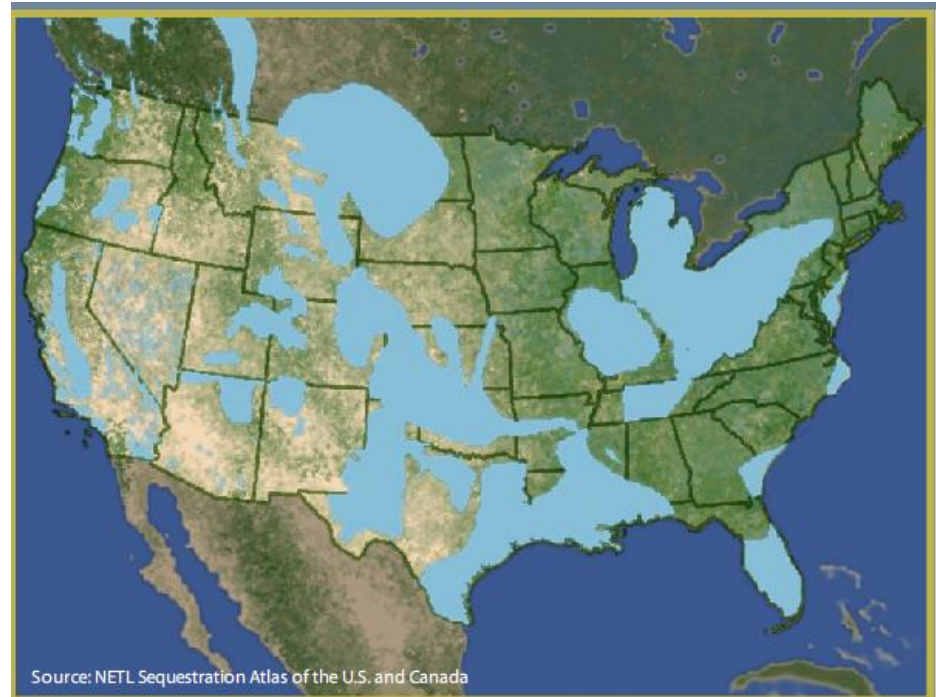 Source: NETL Sequestration Atlas of the U.S. and Canada